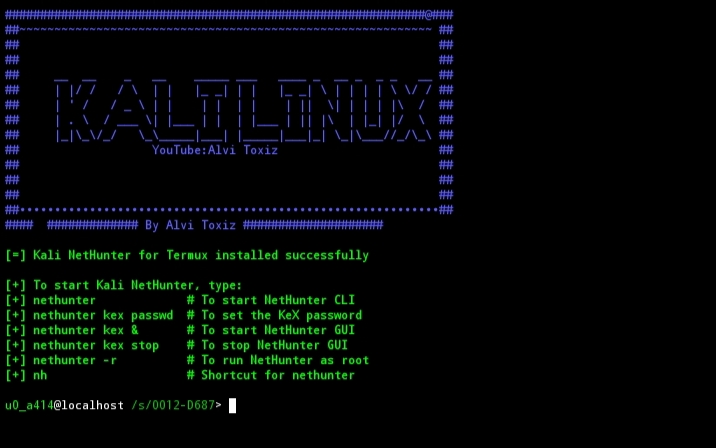 KALI LINUX
YouTube:Alvi Toxiz
#### ############# By Alvi Toxiz ####################
[=] Kali NetHunter for Termux installed successfully
[+] To start Kali NetHunter, type:
[+] nethunter # To start NetHunter CLI
[+] nethunter kex passwd # To set the KeX password
[+] nethunter kex & # To start NetHunter GUI
[+] nethunter kex stop # To stop NetHunter GUI
[+] nethunter -r # To run NetHunter as root
[+] nh # Shortcut for nethunter
u0_a414@localhost /s/0012-D687>